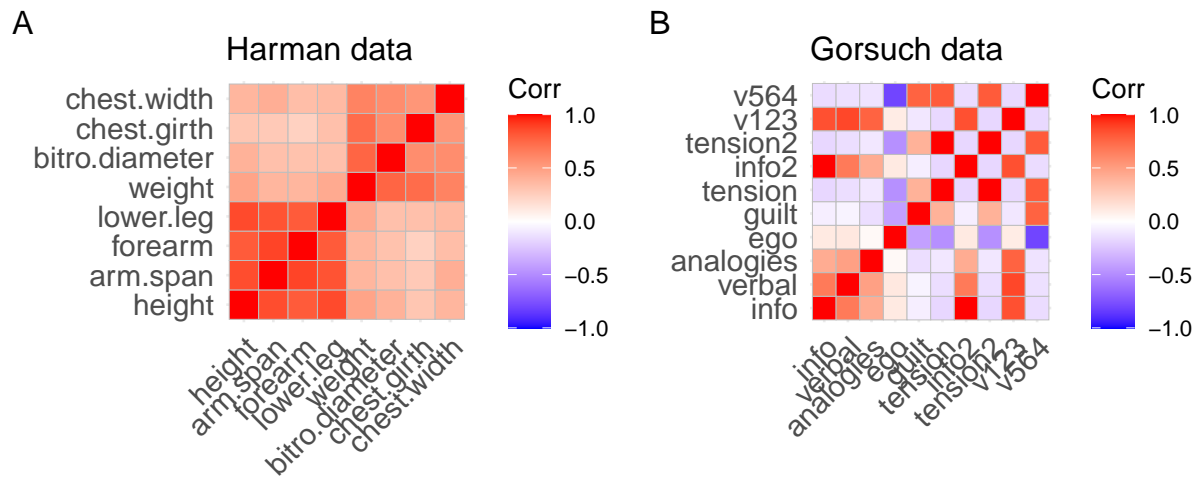 A
Harman data
chest.width
chest.girth
bitro.diameter
weight
lower.leg
forearm
arm.span
height
height
arm.span
forearm
lower.leg
weight
bitro.diameter
chest.girth
chest.width
Corr
1.0
0.5
0.0
−0.5
−1.0
B
Gorsuch data
v564
v123
tension2
info2
tension
guilt
ego
analogies
verbal
info
info
verbal
analogies
ego
guilt
tension
info2
tension2
v123
v564
Corr
1.0
0.5
0.0
−0.5
−1.0